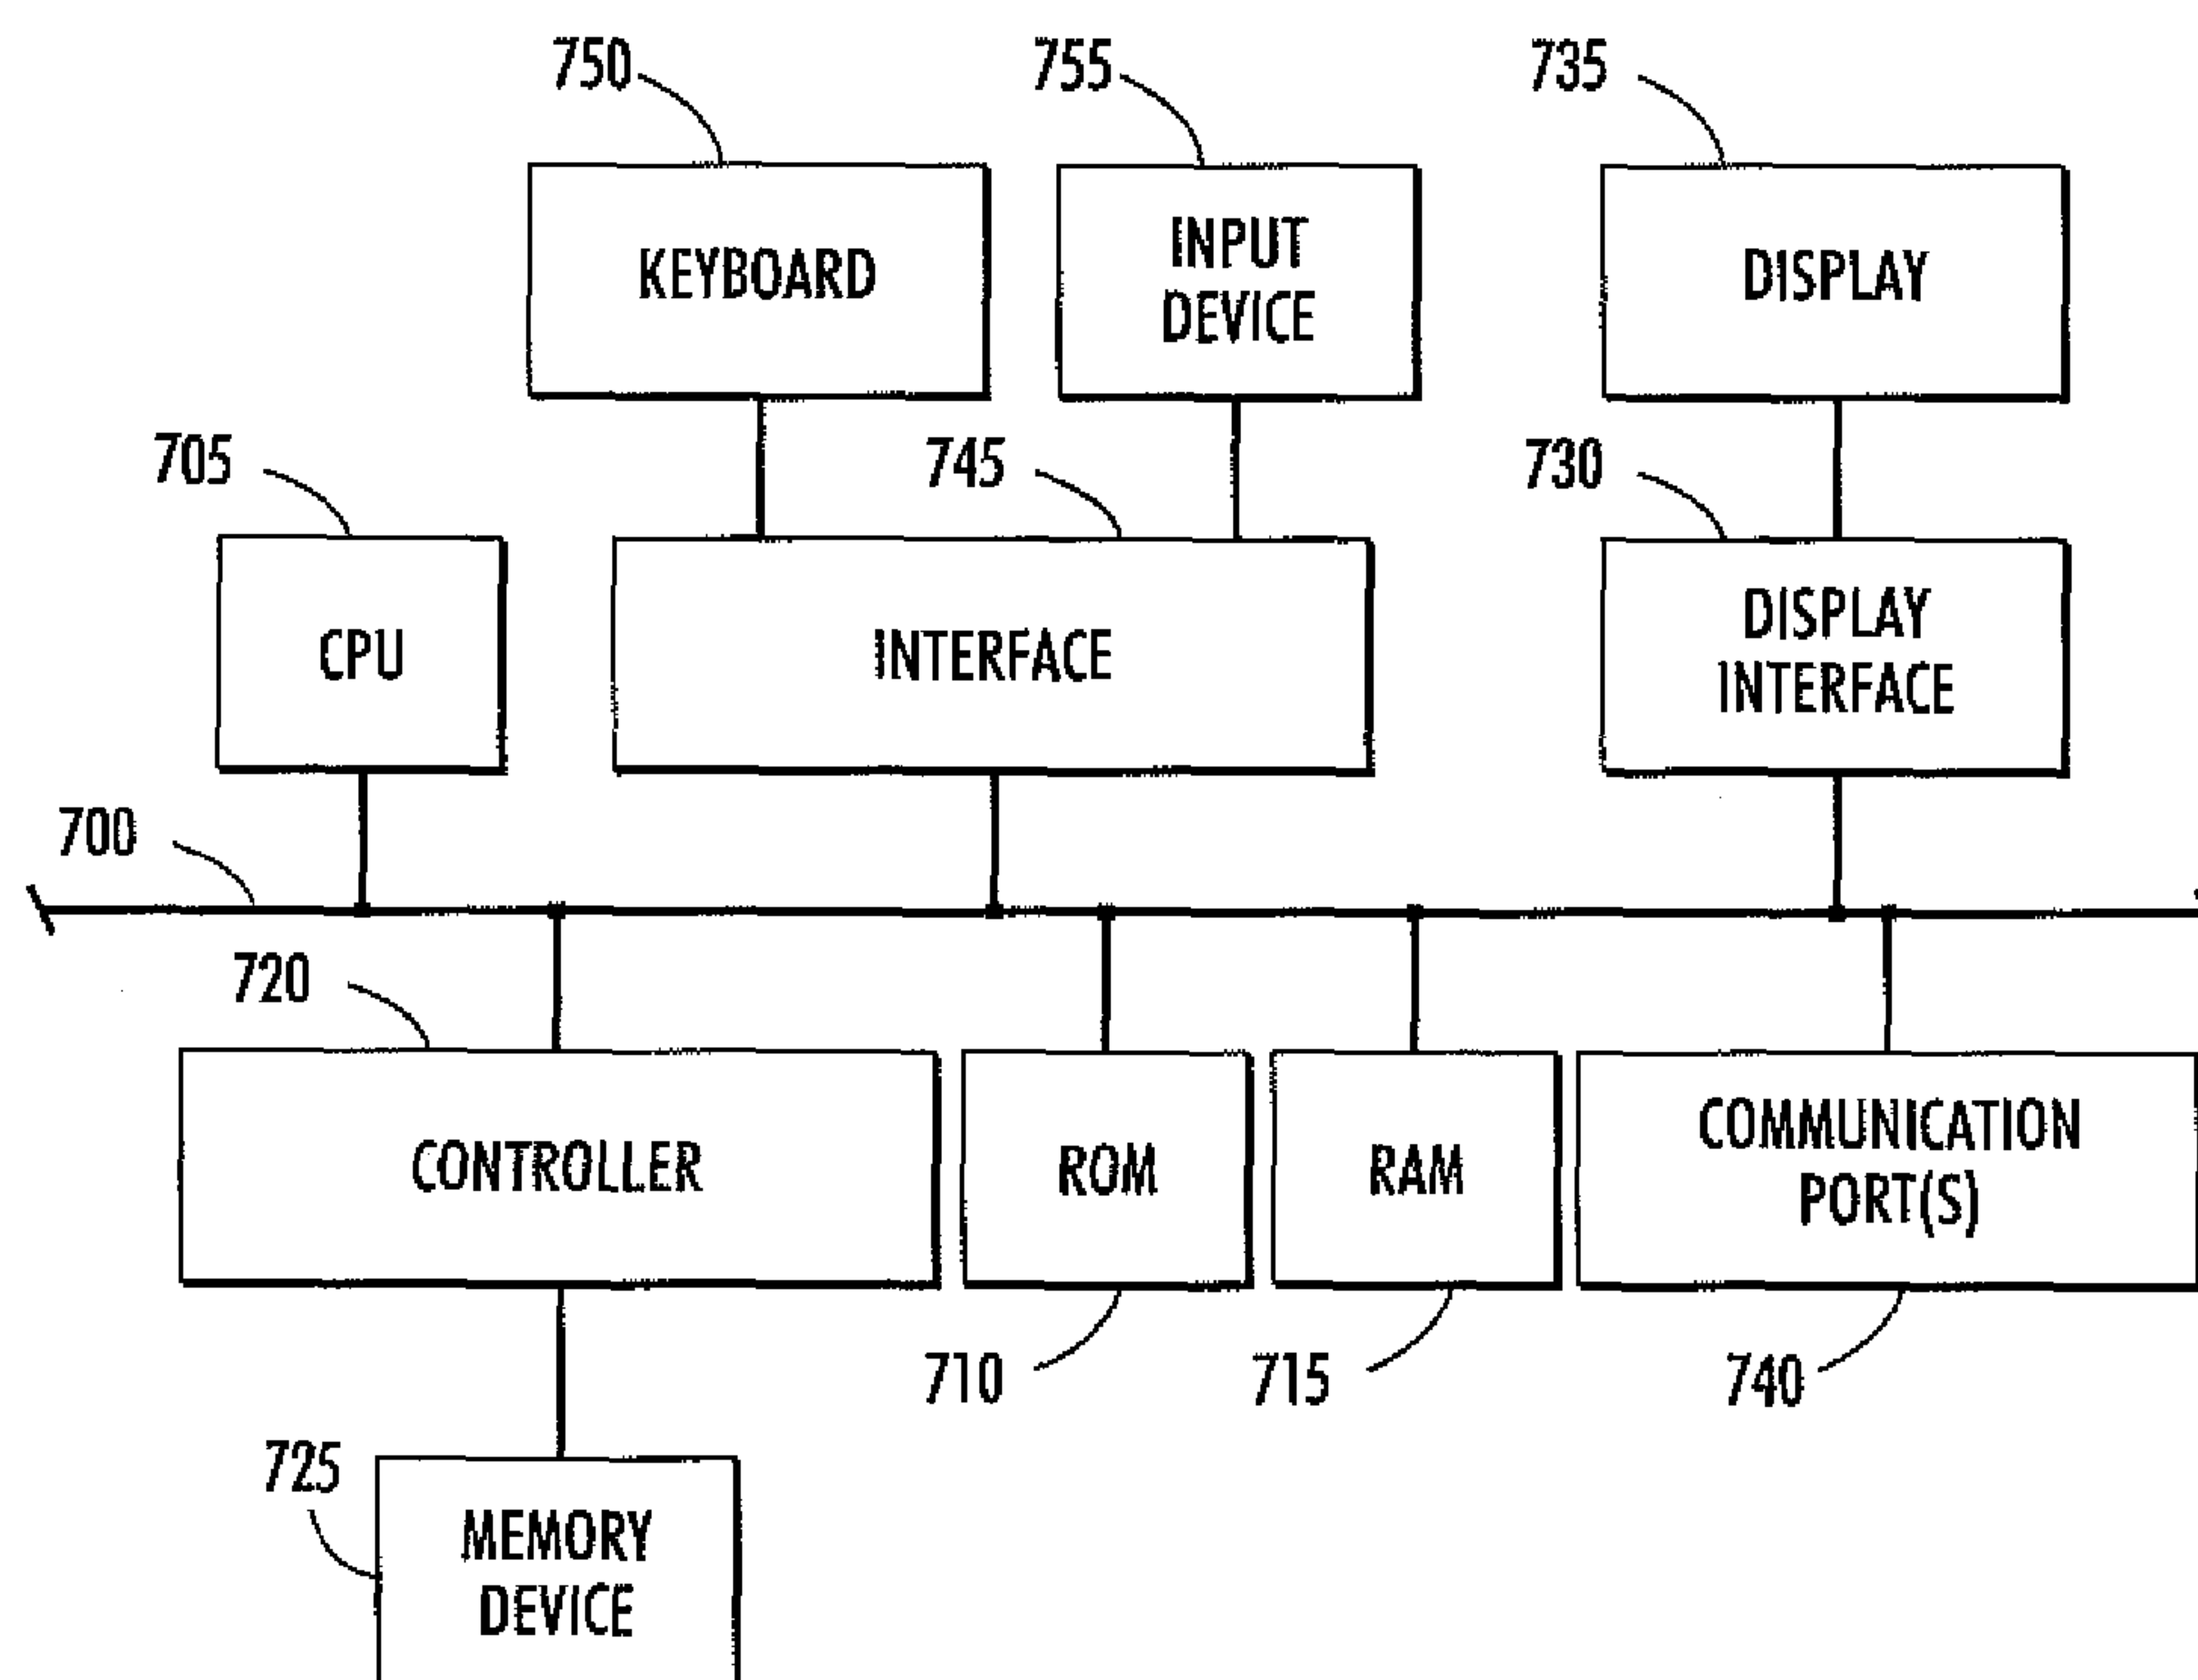 750
755
735
KEYBOARD
INPUT
DEVICE
DISPLAY
705
745
730
CPU
INTERFACE
DISPLAY
INTERFACE
700
720
CONTROLLER
ROM
RAM
COMMUNICATION
PORT(S)
710
715
740
725
MEMORY
DEVICE